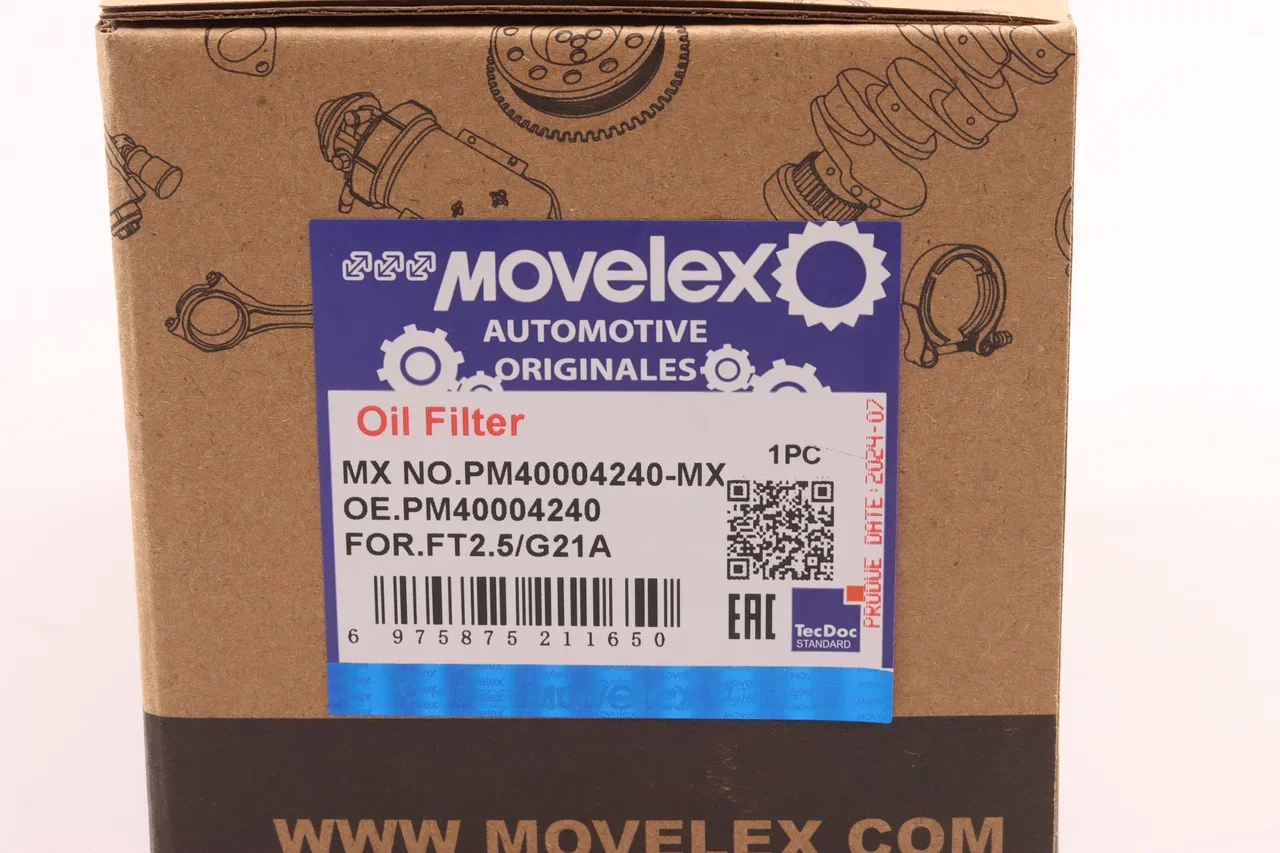 MOVELEX
AUTOMOTIVE
ORIGINALES
Oil Filter
1PC
MX NO.PM40004240-MX
OE.PM40004240
FOR.FT2.5/G21A
6 975875 211650
EAC
TecDoc
STANDARD
PRODUE DATE:2024-07
WWW MOVELEX COM